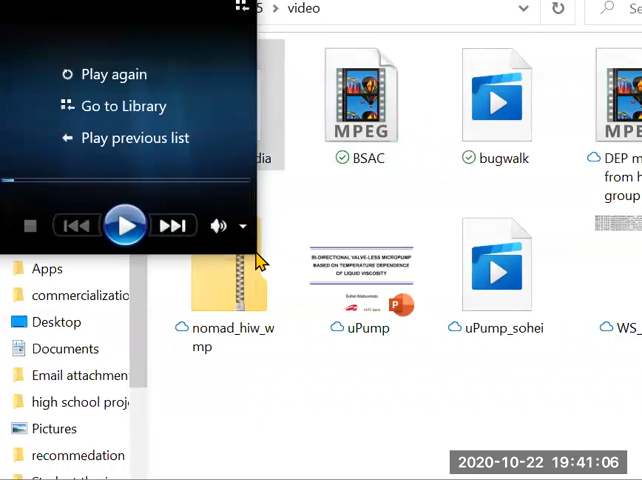 5 > video
Se
Play again
Go to Library
Play previous list
dia
MPEG
BSAC
bugwalk
DEP m
from h
group
Apps
commercializatio
Desktop
Documents
Email attachmen
high school proj
Pictures
recommedation
nomad_hiw_w
mp
BI-DIRECTIONAL VALVE-LESS MICROPUMP
BASED ON TEMPERATURE DEPENDENCE
OF LIQUID VISCOSITY
P
uPump
uPump_sohei
WS_
2020-10-22 19:41:06